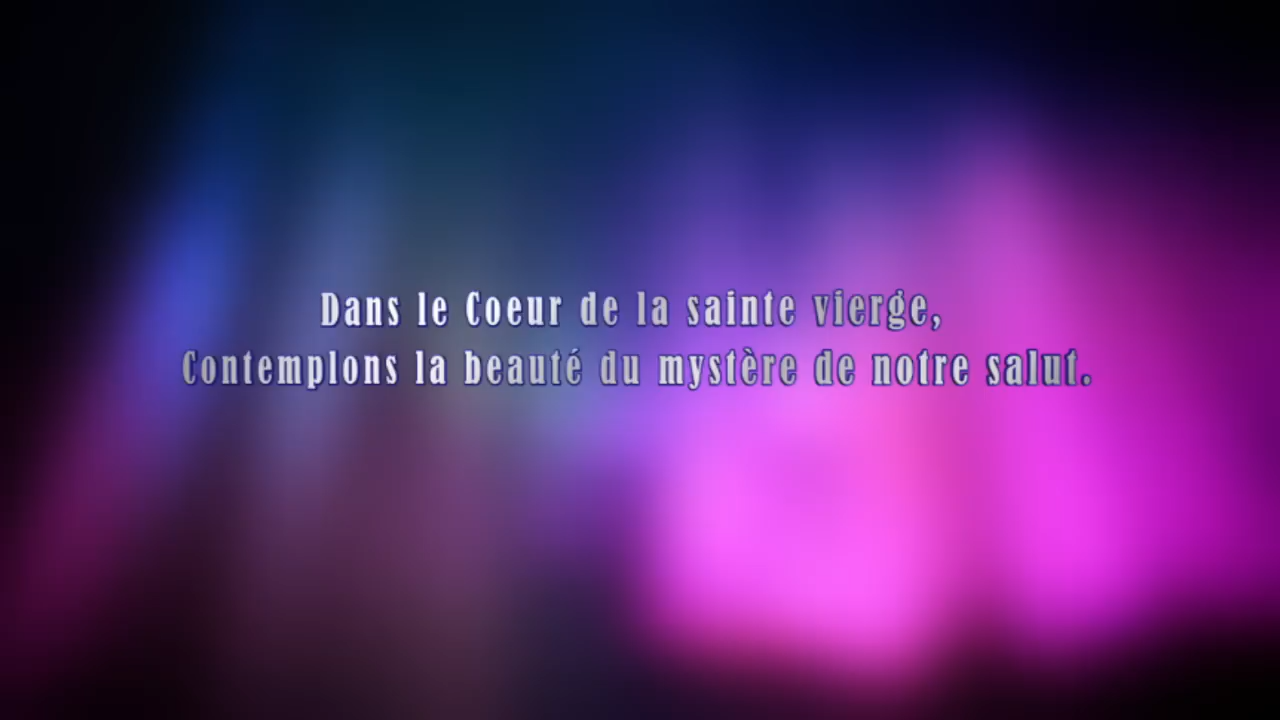 Dans le Coeur de la sainte vierge,
Contemplons la beauté du mystère de notre salut.